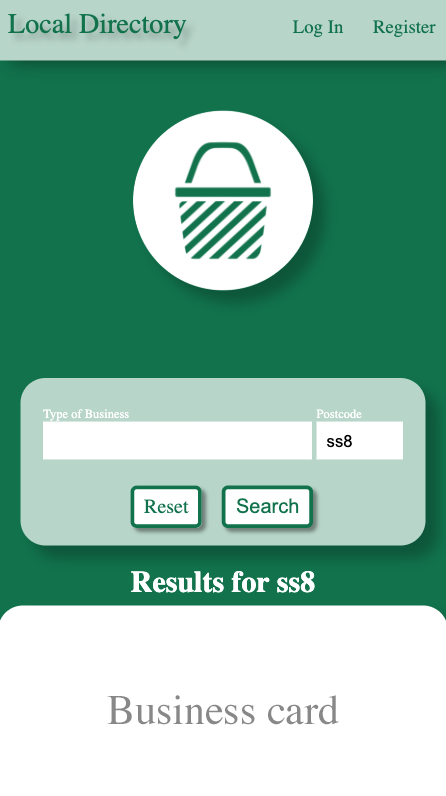 Local Directory Log In Register
Type of Business Postcode
ss8
Reset Search
Results for ss8
Business card